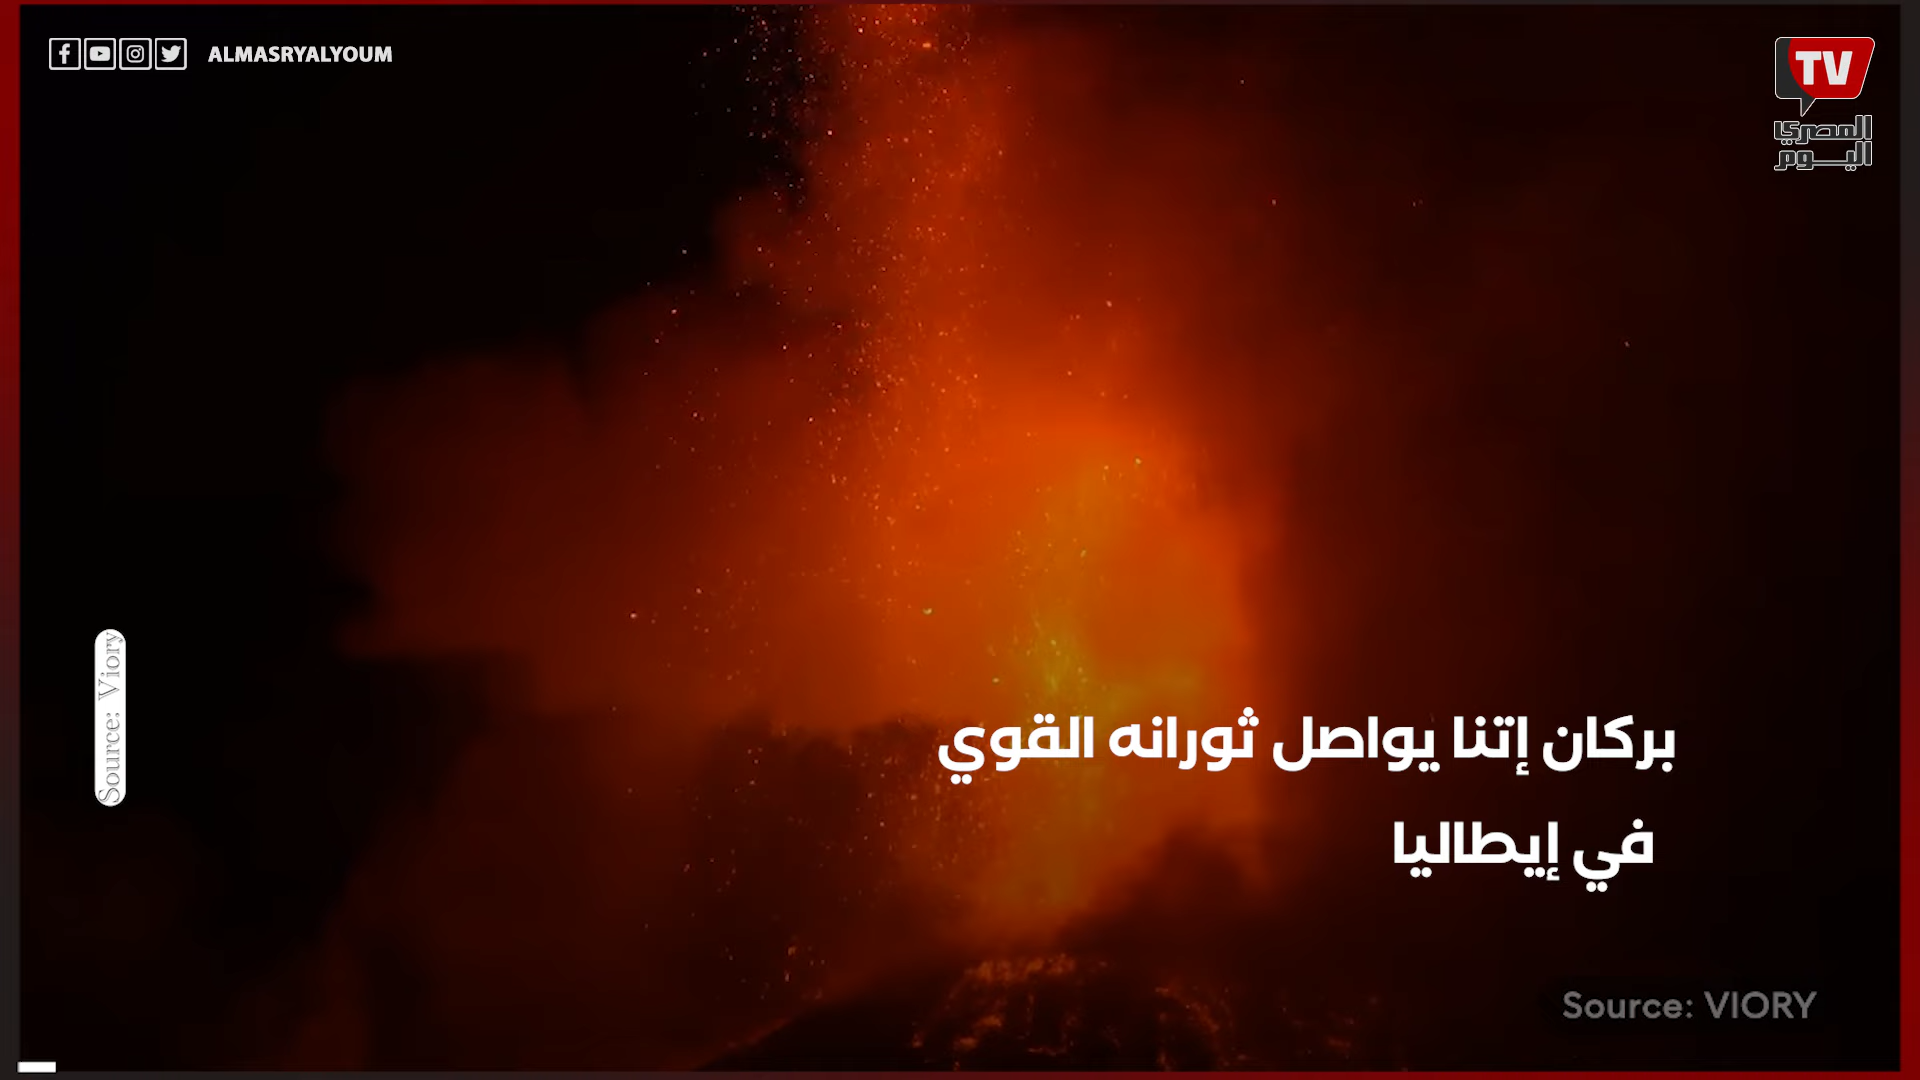 ALMASRYALYOUM
TV
المصري
اليوم
Source: Viory
بركان إتنا يواصل ثورانه القوي
في إيطاليا
Source: VIORY